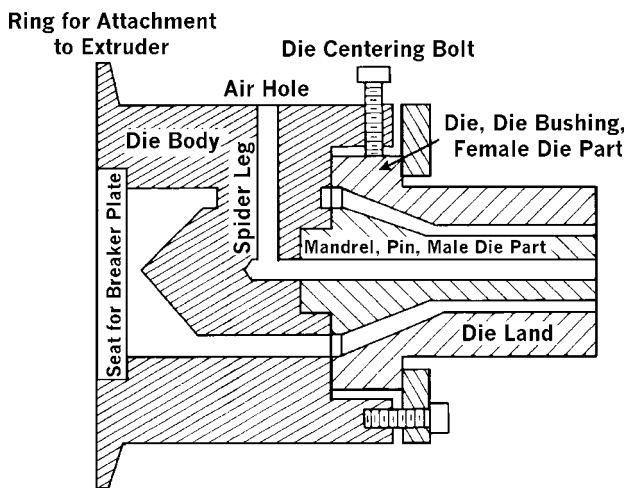 Ring for Attachment
to Extruder
Die Centering Bolt
Air Hole
Die Body
Die, Die Bushing,
Female Die Part
Spider Leg
Seat for Breaker Plate
Mandrel, Pin, Male Die Part
Die Land